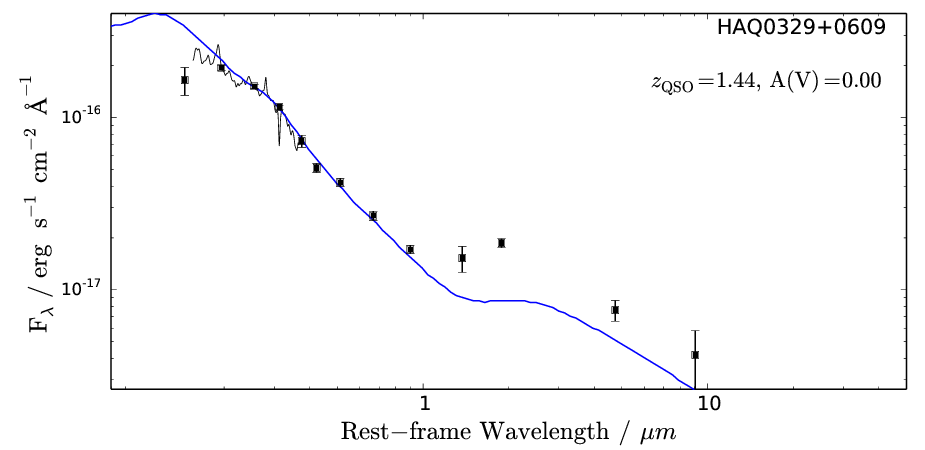 HAQ0329+0609
z_QSO=1.44, A(V)=0.00
F_λ / erg s⁻¹ cm⁻² Å⁻¹
10⁻¹⁶
10⁻¹⁷
1 10
Rest−frame Wavelength / μm